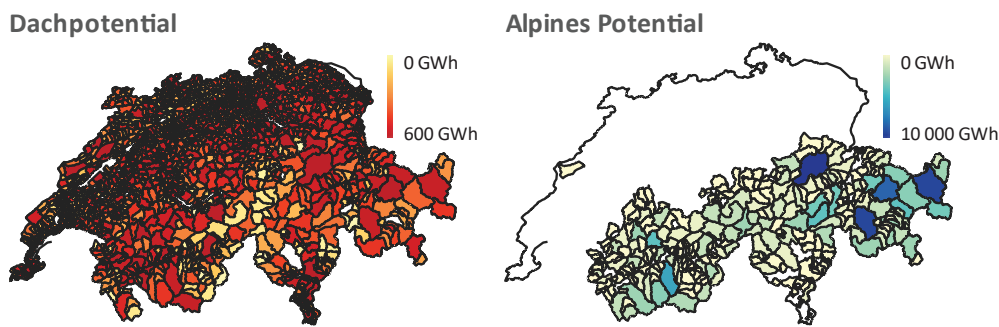 Dachpotential
0 GWh
600 GWh
Alpines Potential
0 GWh
10 000 GWh